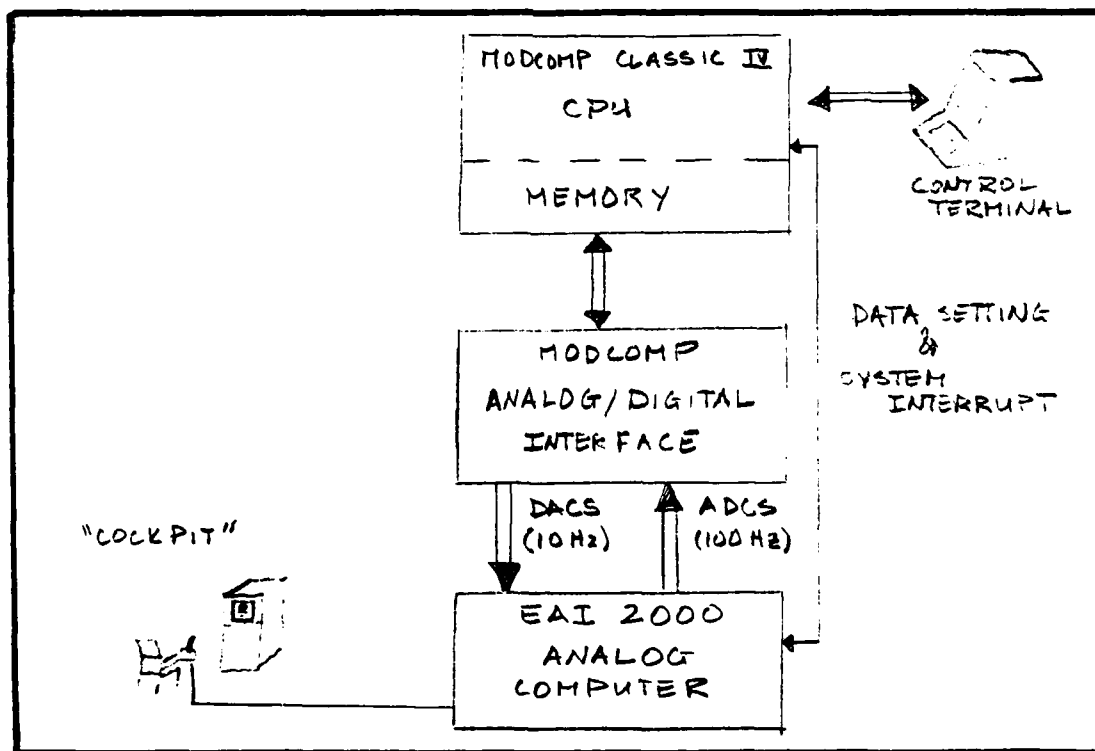 MODCOMP CLASSIC IV
CPU
MEMORY
CONTROL
TERMINAL
DATA SETTING
&
SYSTEM
INTERRUPT
MODCOMP
ANALOG/DIGITAL
INTERFACE
DACS
(10 Hz)
ADCS
(100 Hz)
"COCKPIT"
EAI 2000
ANALOG
COMPUTER